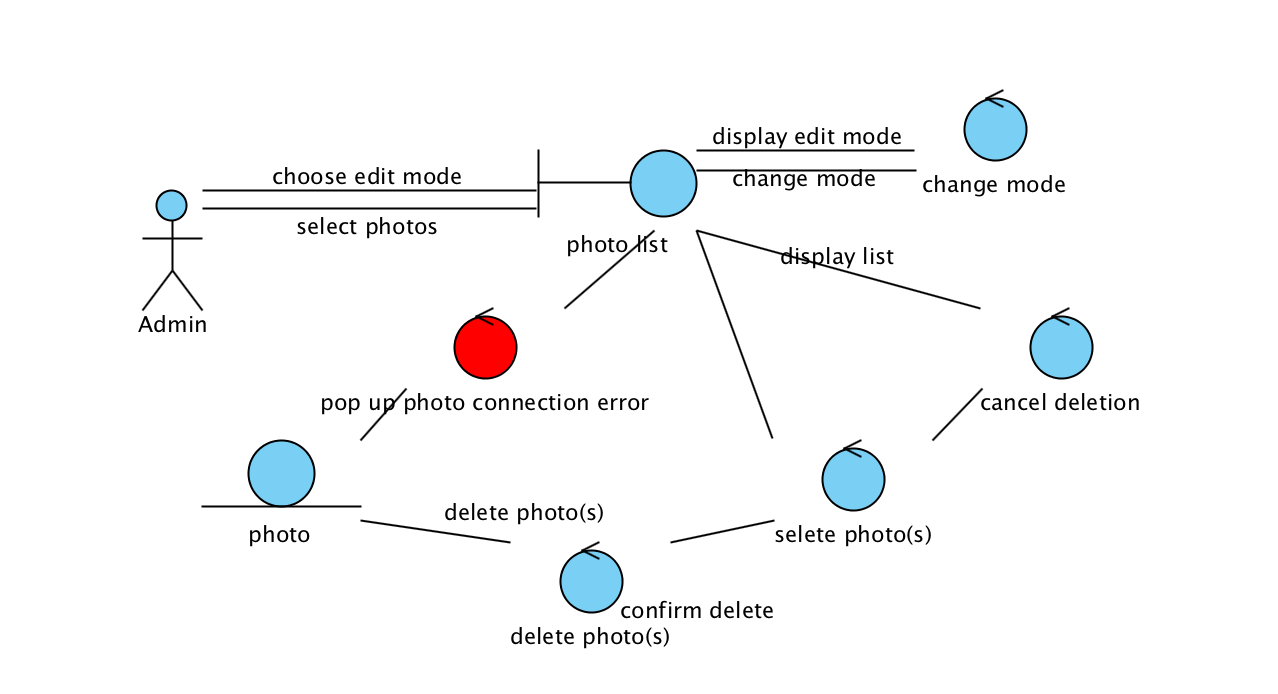 display edit mode
choose edit mode
change mode
change mode
select photos
photo list
display list
Admin
pop up photo connection error
cancel deletion
delete photo(s)
photo
selete photo(s)
confirm delete
delete photo(s)